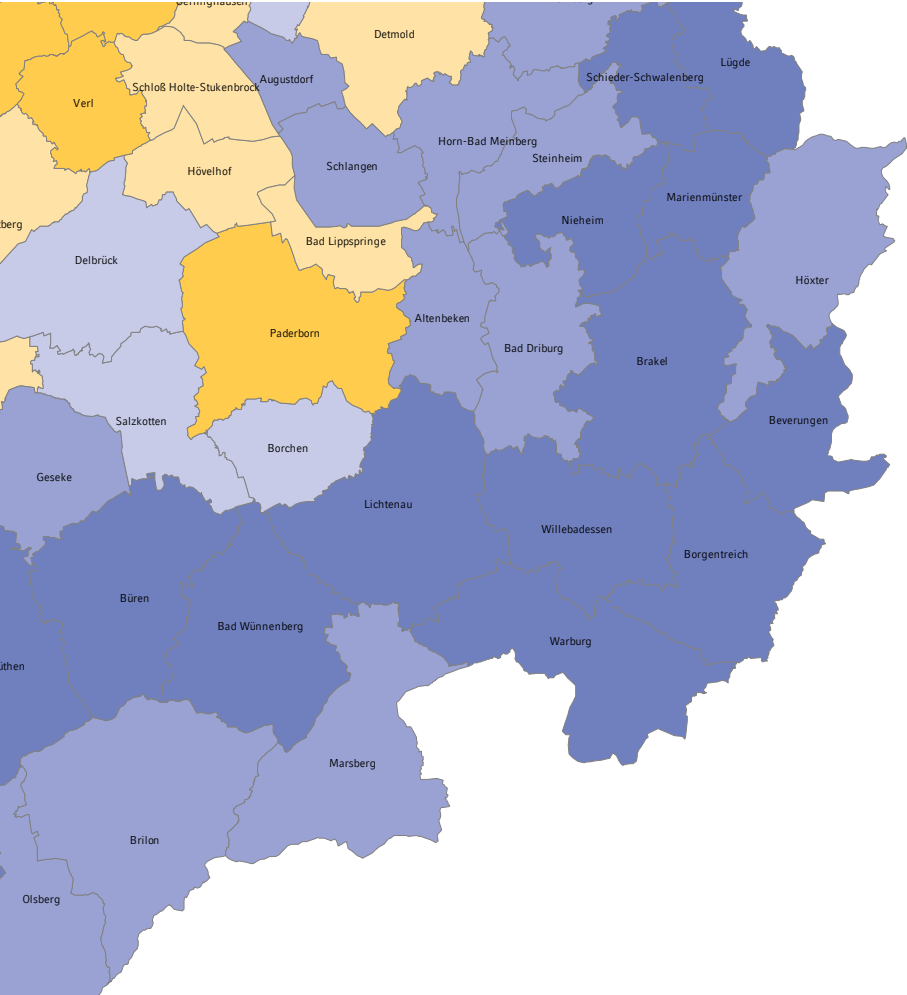 Detmold
Lügde
Schieder-Schwalenberg
Augustdorf
Schloß Holte-Stukenbrock
Verl
Horn-Bad Meinberg
Steinheim
Schlangen
Hövelhof
Marienmünster
Nieheim
berg
Bad Lippspringe
Delbrück
Höxter
Altenbeken
Paderborn
Bad Driburg
Brakel
Salzkotten
Beverungen
Borchen
Geseke
Lichtenau
Willebadessen
Borgentreich
Büren
Bad Wünnenberg
Warburg
üthen
Marsberg
Brilon
Olsberg